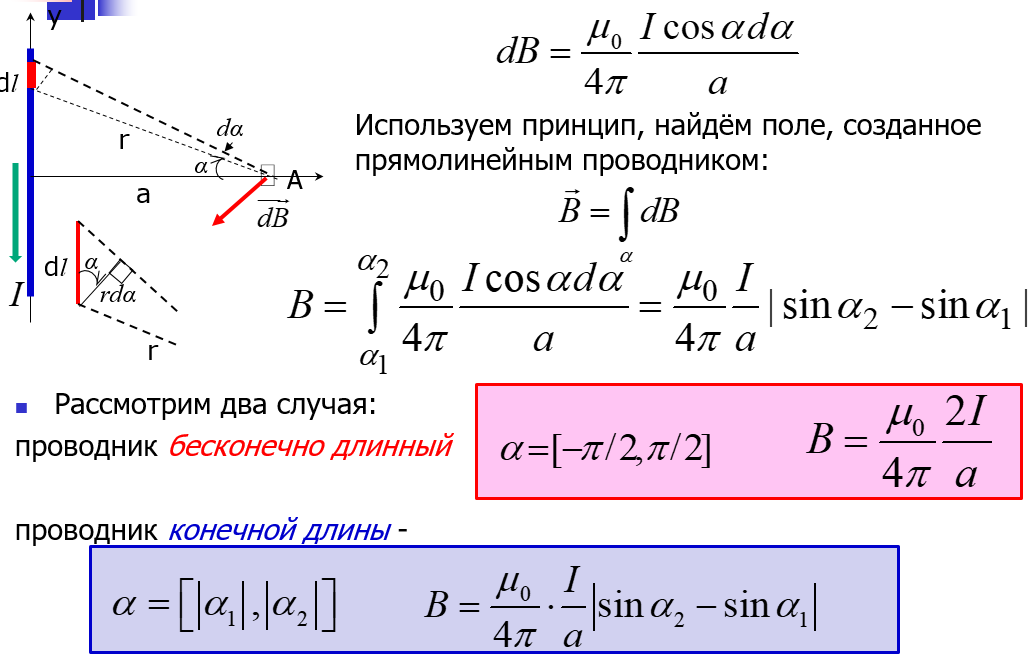 y
dB = μ₀/4π I cos α dα / a
dl
dα
r
α
A
a
dB⃗
Используем принцип, найдём поле, созданное
прямолинейным проводником:
B⃗ = ∫ dB
α
dl
α
rdα
r
I
B = ∫_{α₁}^{α₂} μ₀/4π I cos α dα / a = μ₀/4π I/a | sin α₂ − sin α₁ |
Рассмотрим два случая:
проводник бесконечно длинный
α = [−π/2, π/2]
B = μ₀/4π 2I/a
проводник конечной длины -
α = [|α₁|, |α₂|]
B = μ₀/4π · I/a |sin α₂ − sin α₁|